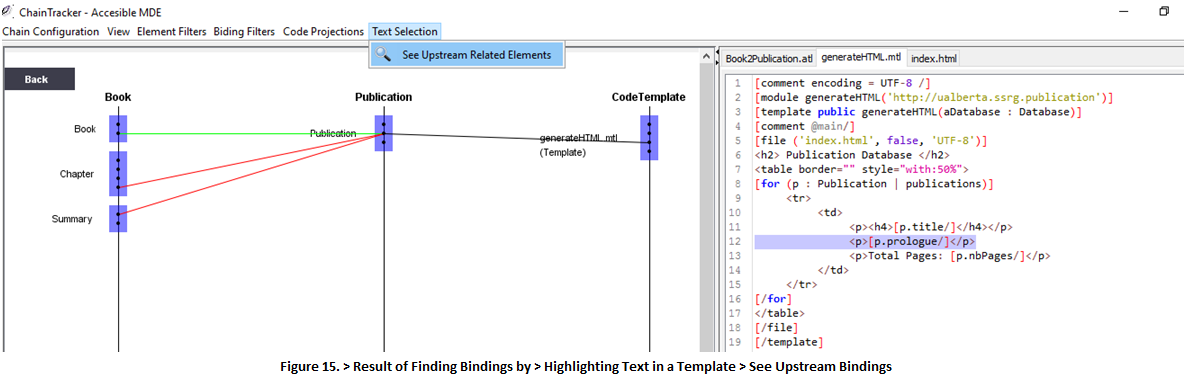 ChainTracker - Accesible MDE
Chain Configuration View Element Filters Biding Filters Code Projections Text Selection
See Upstream Related Elements
Back
Book Publication CodeTemplate
Book
Publication
generateHTML.mtl
(Template)
Chapter
Summary
Book2Publication.atl generateHTML.mtl index.html
1 [comment encoding = UTF-8 /]
2 [module generateHTML('http://ualberta.ssrg.publication')]
3 [template public generateHTML(aDatabase : Database)]
4 [comment @main/]
5 [file ('index.html', false, 'UTF-8')]
6 <h2> Publication Database </h2>
7 <table border="" style="with:50%">
8 [for (p : Publication | publications)]
9 <tr>
10 <td>
11 <p><h4>[p.title/]</h4></p>
12 <p>[p.prologue/]</p>
13 <p>Total Pages: [p.nbPages/]</p>
14 </td>
15 </tr>
16 [/for]
17 </table>
18 [/file]
19 [/template]
Figure 15. > Result of Finding Bindings by > Highlighting Text in a Template > See Upstream Bindings